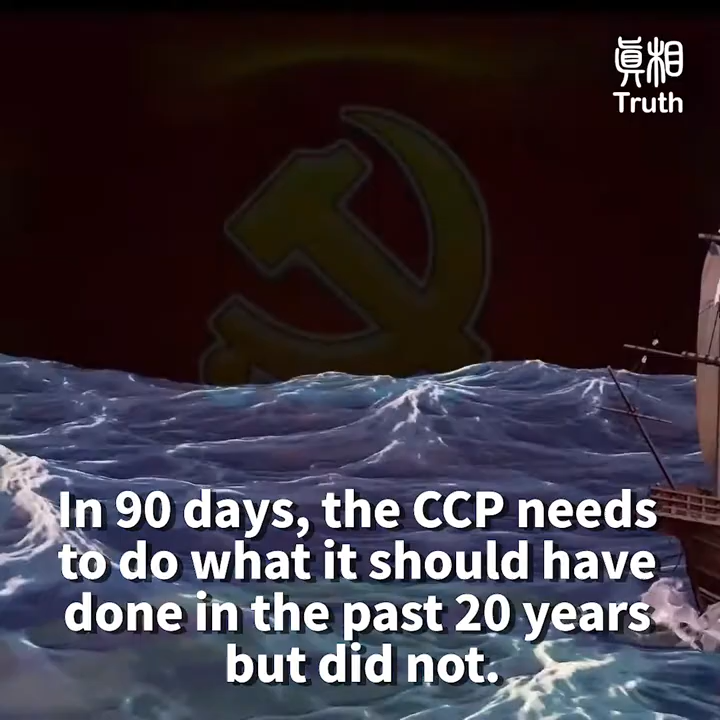 真相
Truth
In 90 days, the CCP needs
to do what it should have
done in the past 20 years
but did not.